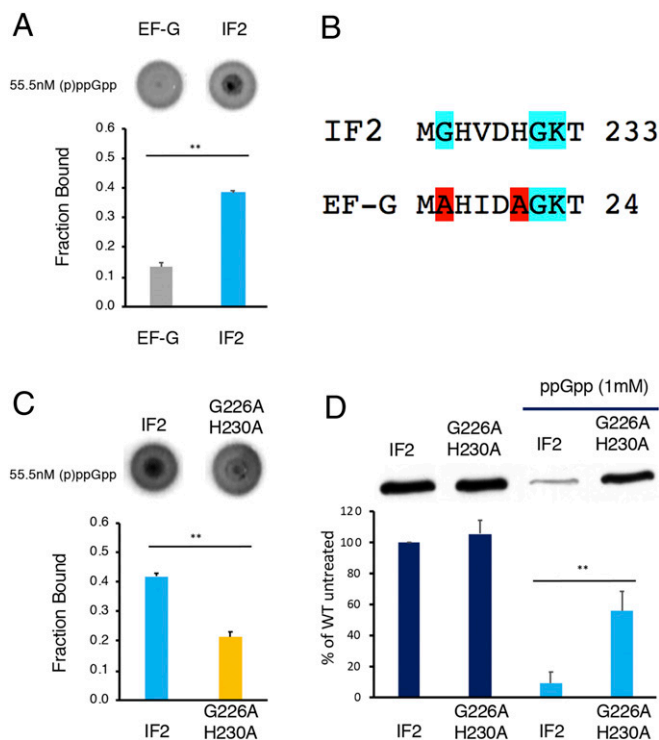 A
EF-G IF2
55.5nM (p)ppGpp
0.6
**
0.5
0.4
0.3
0.2
0.1
0.0
Fraction Bound
EF-G IF2
B
IF2 MGHVDHGKT 233
EF-G MAHIDAGKT 24
C
IF2 G226A
H230A
55.5nM (p)ppGpp
0.6
0.5
**
0.4
0.3
0.2
0.1
0.0
Fraction Bound
IF2 G226A
H230A
D
ppGpp (1mM)
IF2 G226A
H230A
IF2 G226A
H230A
120
100
80
**
60
40
20
0
% of WT untreated
IF2 G226A
H230A
IF2 G226A
H230A